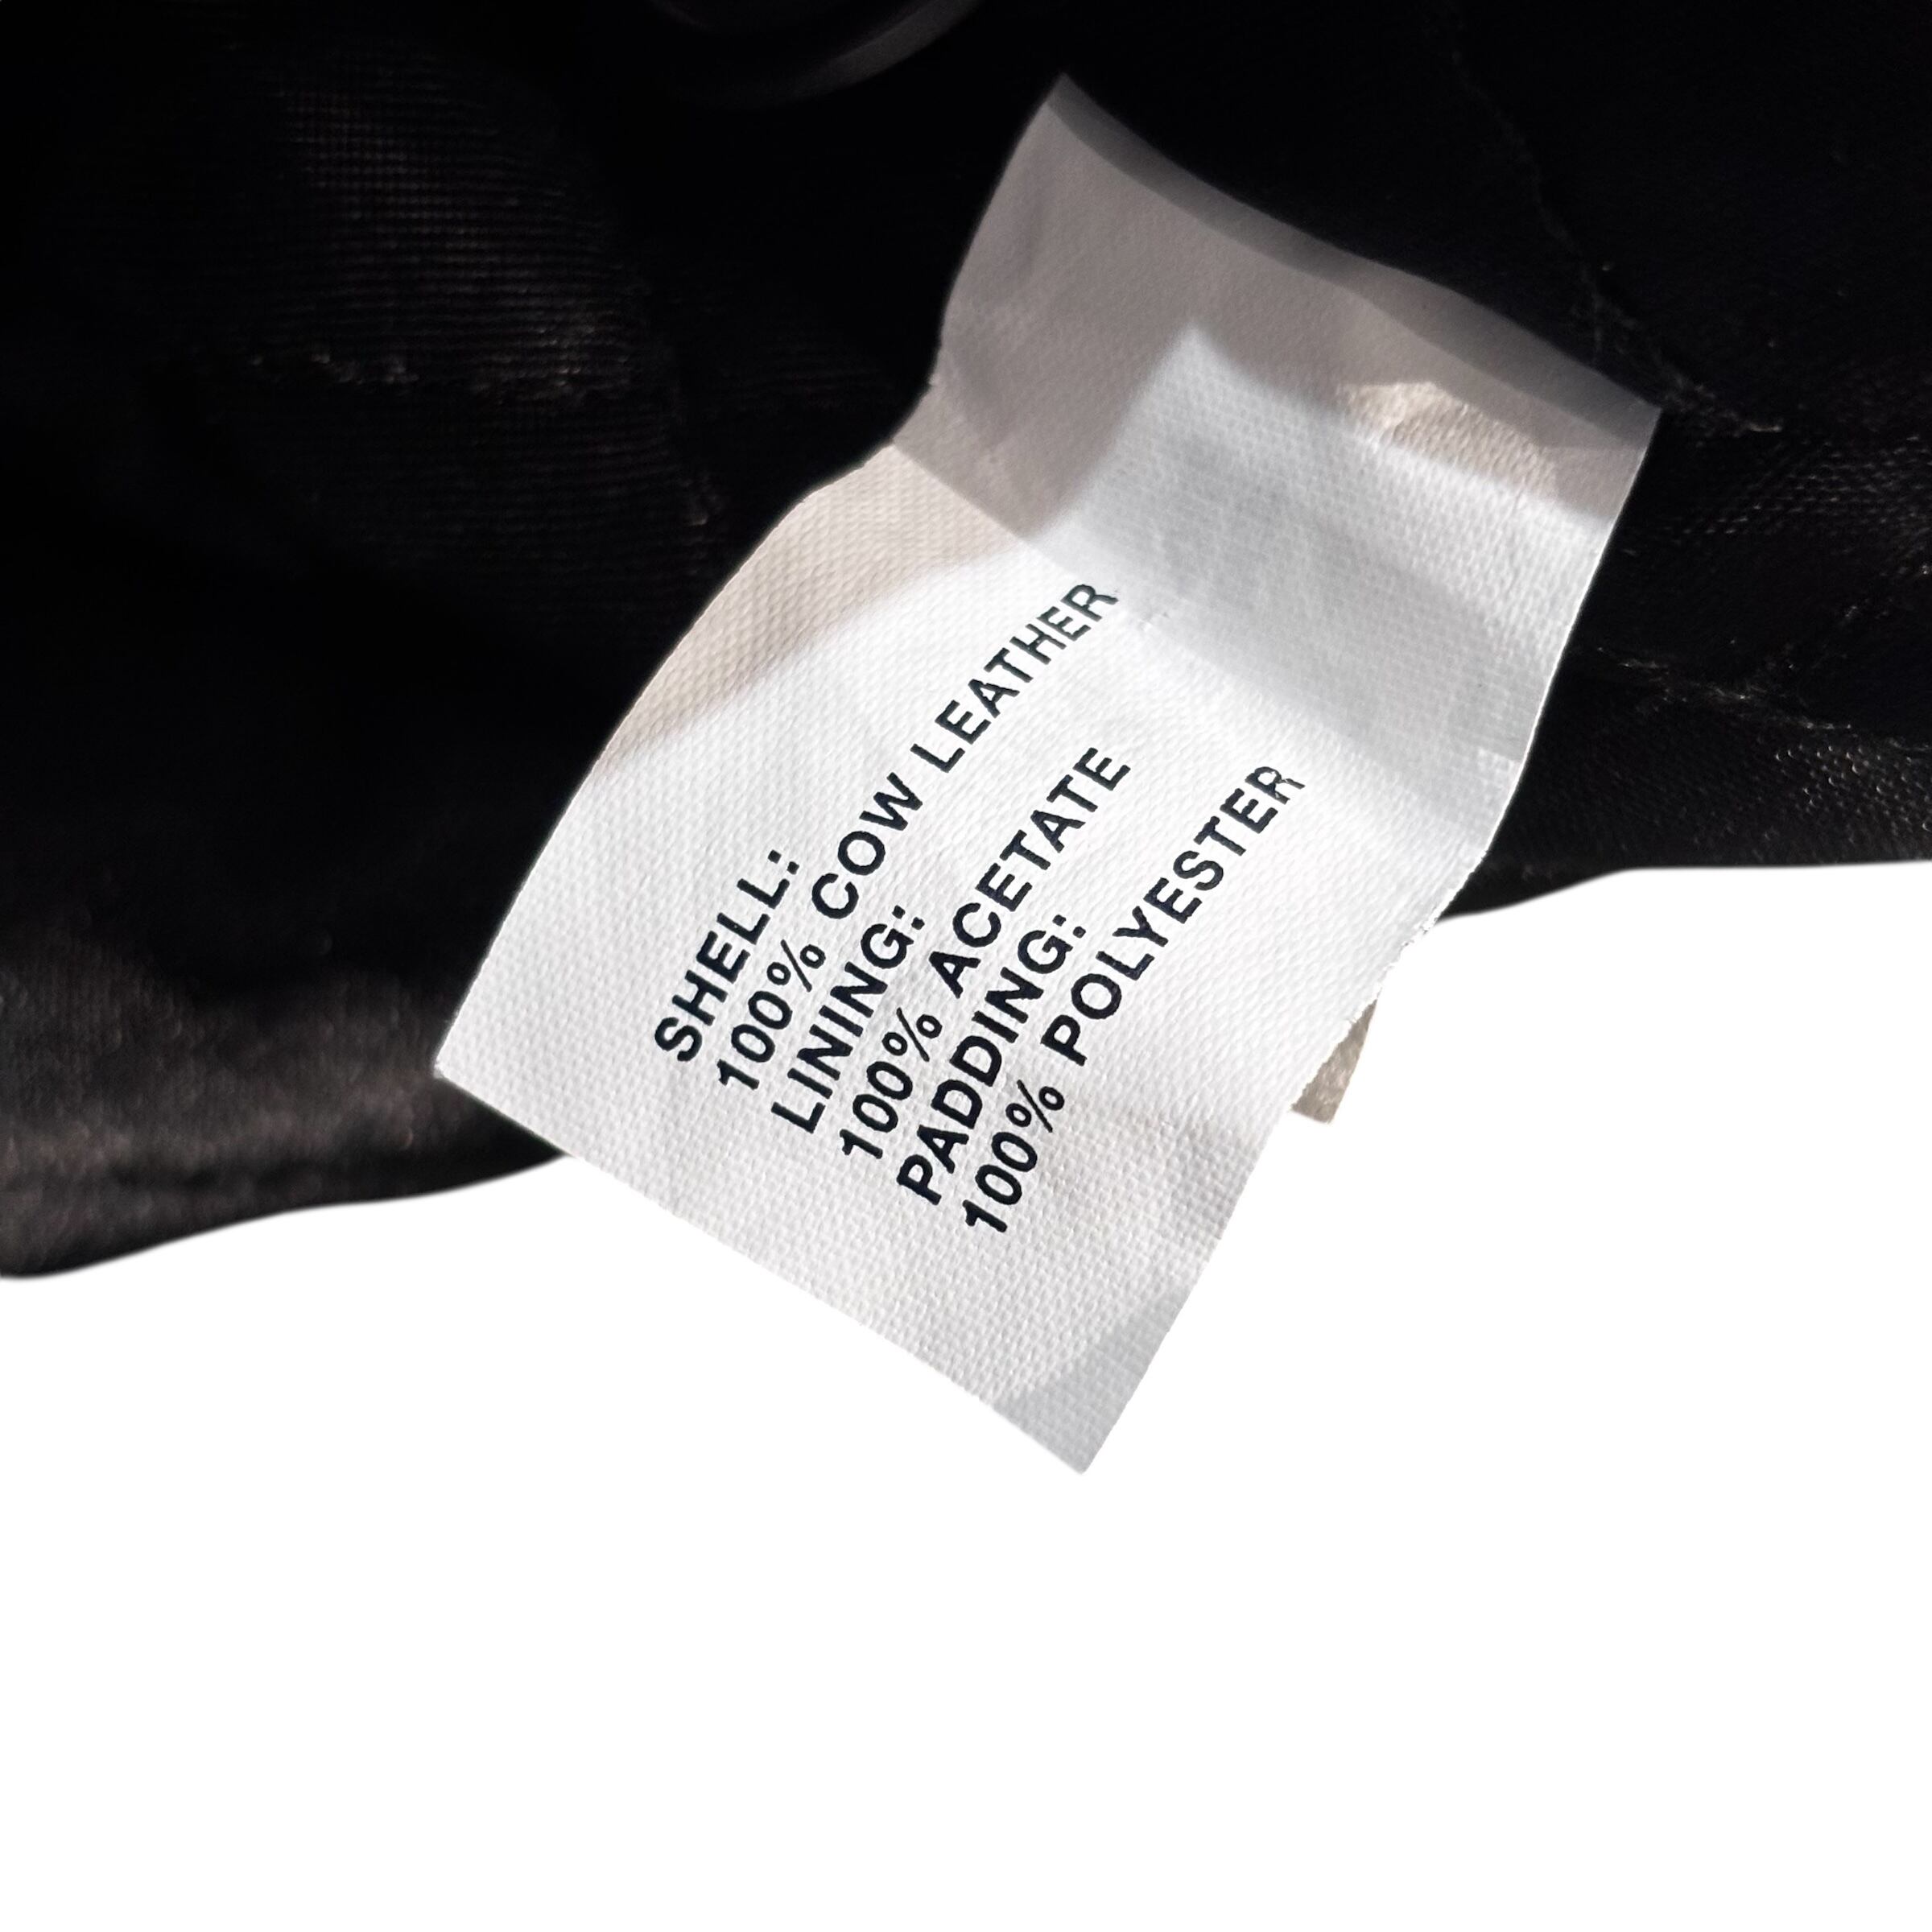 SHELL:
100% COW LEATHER
LINING:
100% ACETATE
PADDING:
100% POLYESTER